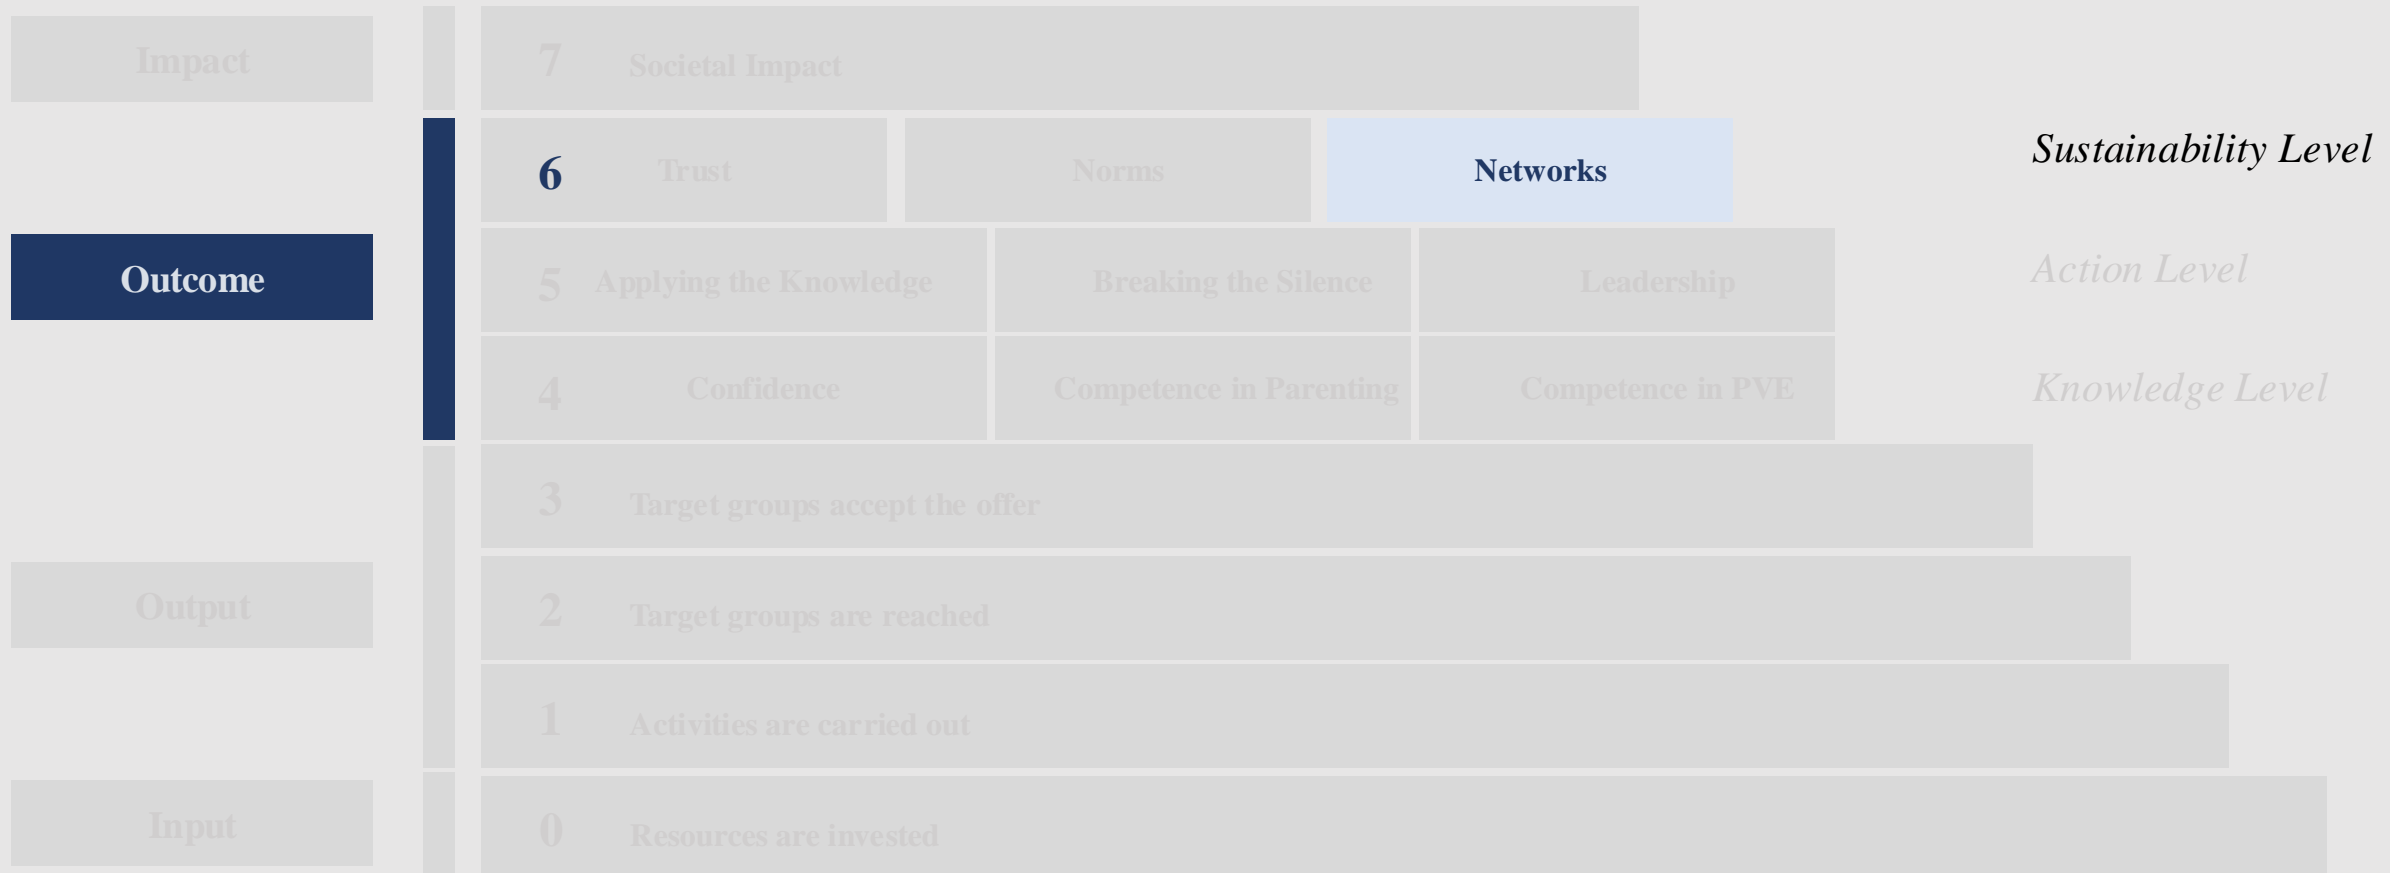 Impact
7 Societal Impact
6 Trust Norms Networks Sustainability Level
Outcome
5 Applying the Knowledge Breaking the Silence Leadership Action Level
4 Confidence Competence in Parenting Competence in PVE Knowledge Level
3 Target groups accept the offer
Output
2 Target groups are reached
1 Activities are carried out
Input
0 Resources are invested